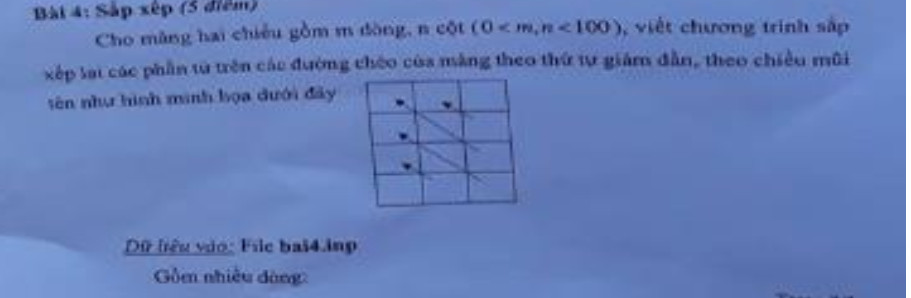 Bài 4: Sắp xếp (5 điểm)
Cho mảng hai chiều gồm m dòng, n cột (0 < m, n < 100), viết chương trình sắp
xếp lại các phần tử trên các đường chéo của mảng theo thứ tự giảm dần, theo chiều mũi
tên như hình minh họa dưới đây
Dữ liệu vào: File bai4.inp
Gồm nhiều dòng: